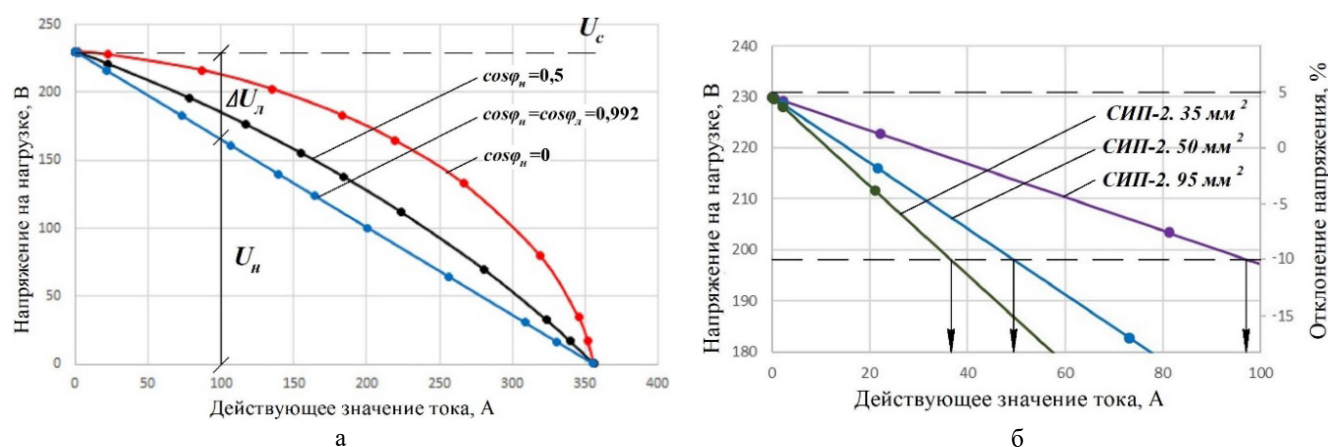 250
200
150
100
50
0
0 50 100 150 200 250 300 350 400
Напряжение на нагрузке, В
Действующее значение тока, А
U_c
ΔU_л
U_н
cosφ_н=0,5
cosφ_н=cosφ_л=0,992
cosφ_н=0
а
240
230
220
210
200
190
180
0 20 40 60 80 100
5
0
-5
-10
-15
Напряжение на нагрузке, В
Отклонение напряжения, %
СИП-2. 35 мм²
СИП-2. 50 мм²
СИП-2. 95 мм²
Действующее значение тока, А
б